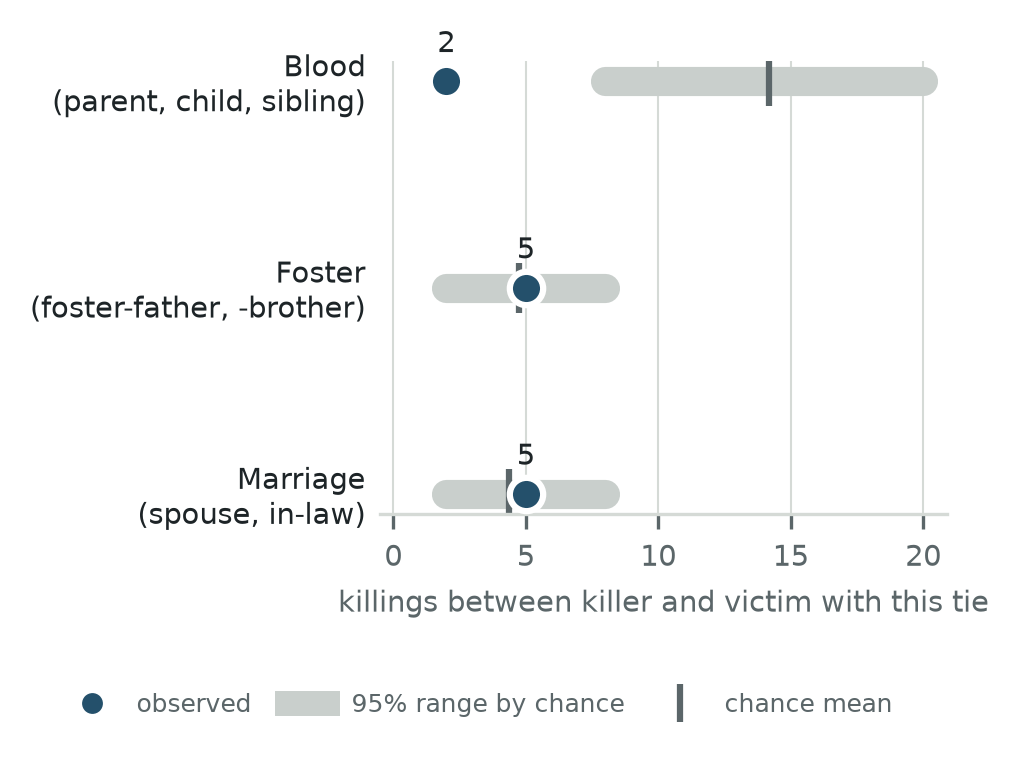 2
Blood
(parent, child, sibling)
5
Foster
(foster-father, -brother)
5
Marriage
(spouse, in-law)
0 5 10 15 20
killings between killer and victim with this tie
observed 95% range by chance chance mean